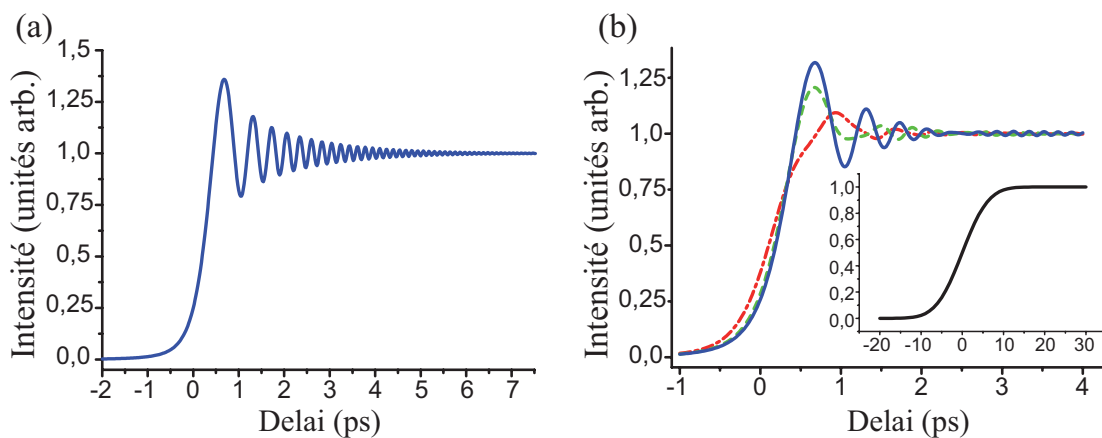 (a)
Intensité (unités arb.)
1,5
1,25
1,0
0,75
0,5
0,25
0,0
-2 -1 0 1 2 3 4 5 6 7
Delai (ps)
(b)
Intensité (unités arb.)
1,25
1,0
0,75
0,5
0,25
0,0
-1 0 1 2 3 4
Delai (ps)
1,0
0,8
0,6
0,4
0,2
0,0
-20 -10 0 10 20 30